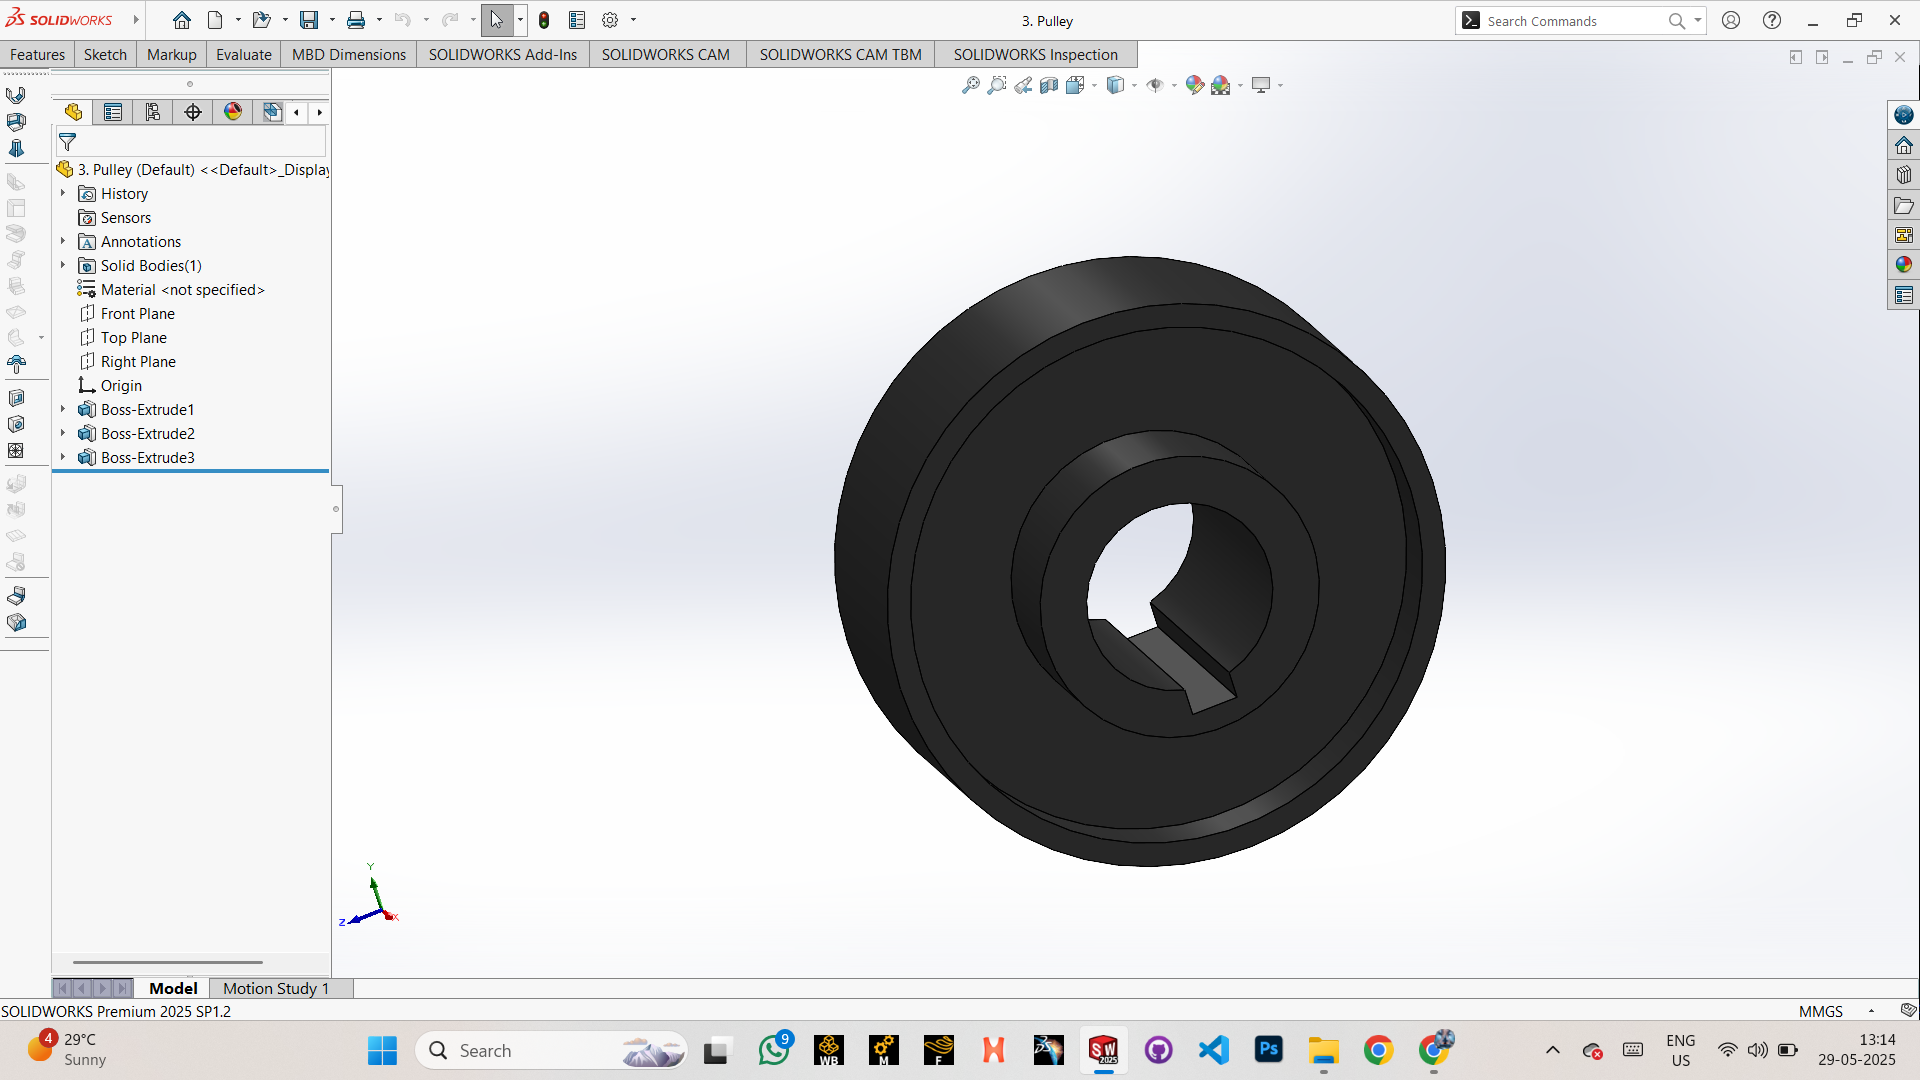 SOLIDWORKS
3. Pulley
Search Commands
Features
Sketch
Markup
Evaluate
MBD Dimensions
SOLIDWORKS Add-Ins
SOLIDWORKS CAM
SOLIDWORKS CAM TBM
SOLIDWORKS Inspection
3. Pulley (Default) <<Default>_Display
History
Sensors
Annotations
Solid Bodies(1)
Material <not specified>
Front Plane
Top Plane
Right Plane
Origin
Boss-Extrude1
Boss-Extrude2
Boss-Extrude3
Y
Z
X
Model
Motion Study 1
SOLIDWORKS Premium 2025 SP1.2
MMGS
4
29°C
Sunny
Search
9
WB
M
F
SW
2025
Ps
ENG
US
13:14
29-05-2025